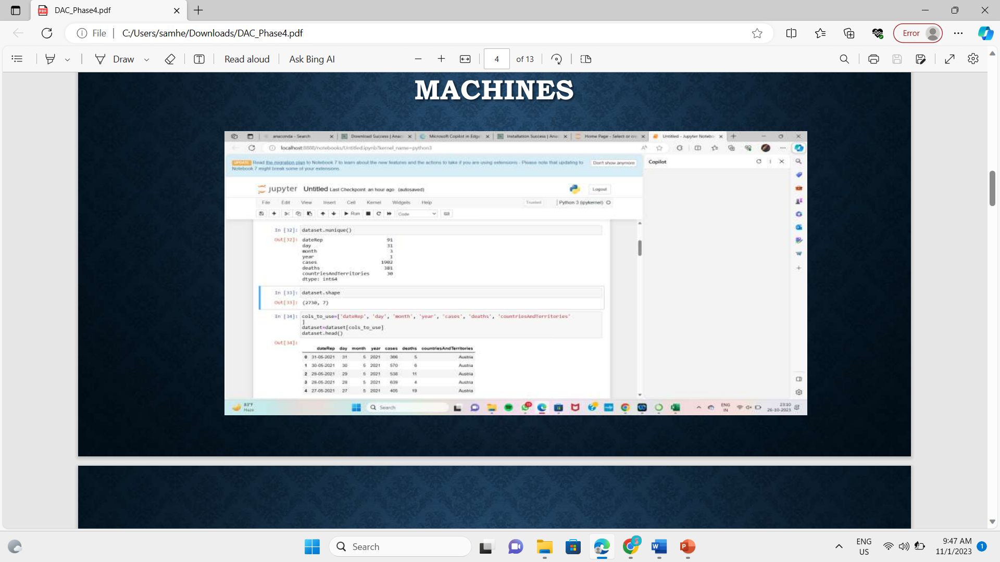 DAC_Phase4.pdf
File
C:/Users/samhe/Downloads/DAC_Phase4.pdf
Error
Draw
Read aloud
Ask Bing AI
4 of 13
MACHINES
anaconda - Search
Download Success | Anac
Microsoft Copilot in Edge
Installation Success | Ana
Home Page - Select or cre
Untitled - Jupyter Notebo
localhost:8888/notebooks/Untitled.ipynb?kernel_name=python3
UPDATE Read the migration plan to Notebook 7 to learn about the new features and the actions to take if you are using extensions - Please note that updating to
Notebook 7 might break some of your extensions.
Don't show anymore
Copilot
jupyter Untitled Last Checkpoint an hour ago (autosaved)
Logout
File Edit View Insert Cell Kernel Widgets Help
Trusted
Python 3 (ipykernel)
Run
Code
In [32]: dataset.nunique()
Out[32]: dateRep 91
day 31
month 3
year 1
cases 1902
deaths 381
countriesAndTerritories 30
dtype: int64
In [33]: dataset.shape
Out[33]: (2730, 7)
In [34]: cols_to_use=['dateRep', 'day', 'month', 'year', 'cases', 'deaths', 'countriesAndTerritories'
]
dataset=dataset[cols_to_use]
dataset.head()
Out[34]:
dateRep day month year cases deaths countriesAndTerritories
0 31-05-2021 31 5 2021 366 5 Austria
1 30-05-2021 30 5 2021 570 6 Austria
2 29-05-2021 29 5 2021 538 11 Austria
3 28-05-2021 28 5 2021 639 4 Austria
4 27-05-2021 27 5 2021 405 19 Austria
83°F
Haze
Search
ENG
IN
23:10
26-10-2023
Search
ENG
US
9:47 AM
11/1/2023
1